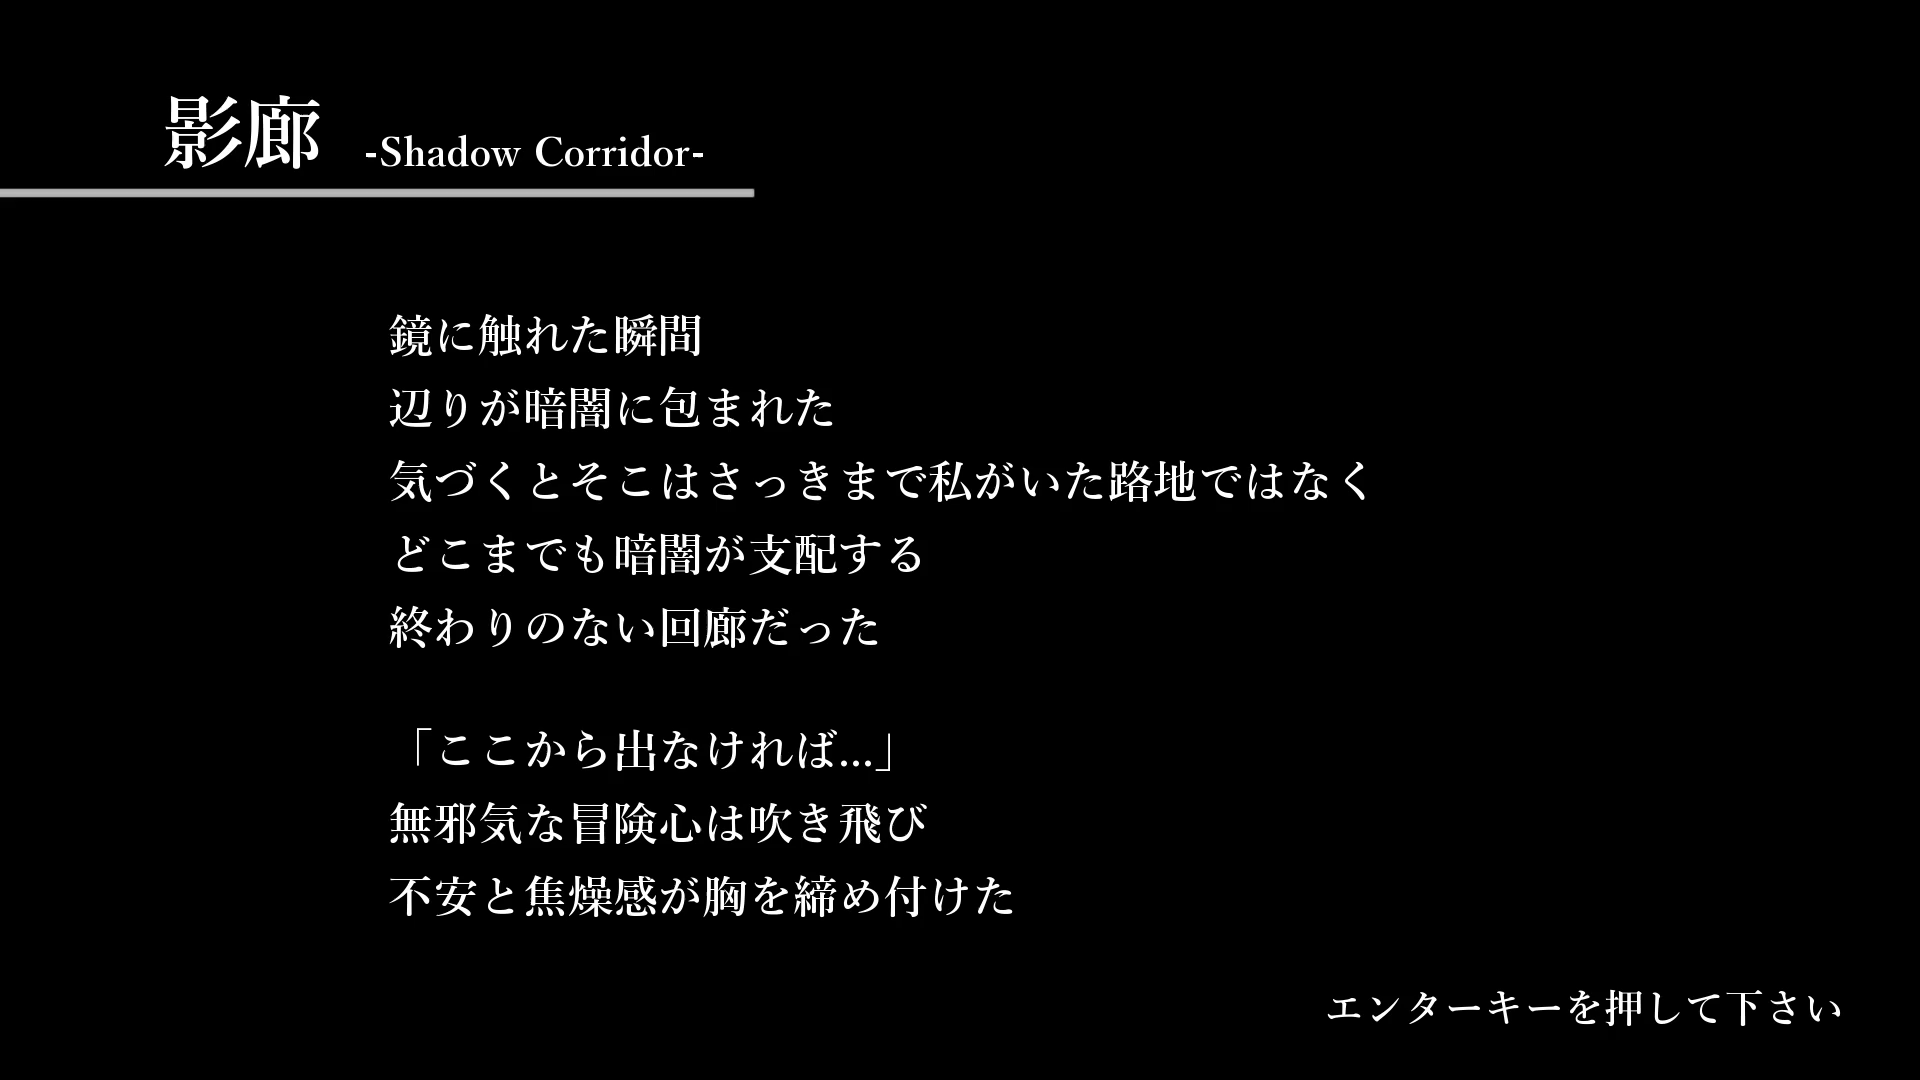 影廊 -Shadow Corridor-
鏡に触れた瞬間
辺りが暗闇に包まれた
気づくとそこはさっきまで私がいた路地ではなく
どこまでも暗闇が支配する
終わりのない回廊だった
「ここから出なければ...」
無邪気な冒険心は吹き飛び
不安と焦燥感が胸を締め付けた
エンターキーを押して下さい